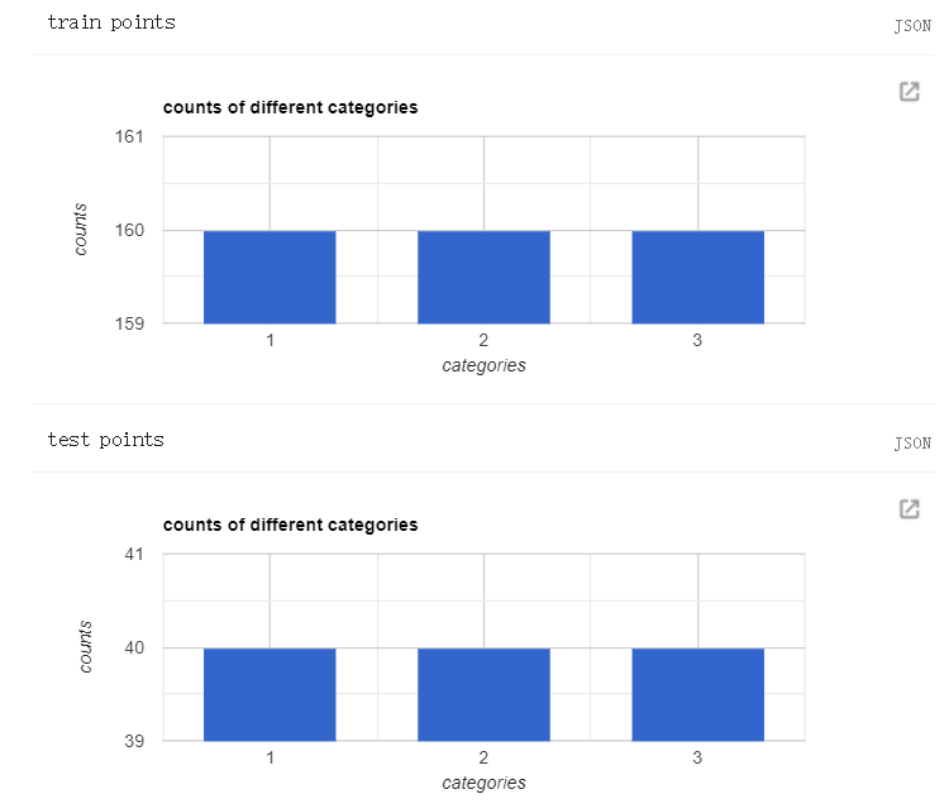 train points JSON
counts of different categories
161
160
159
counts
1 2 3
categories
test points JSON
counts of different categories
41
40
39
counts
1 2 3
categories